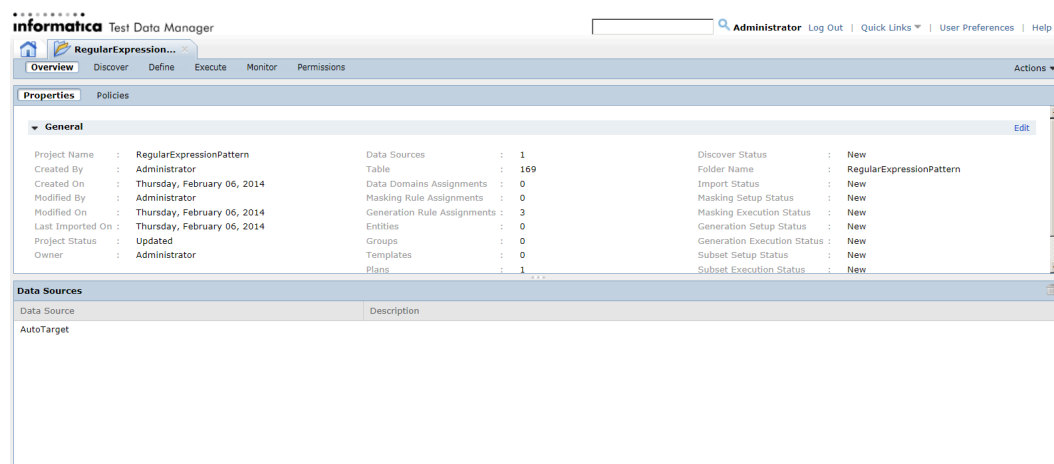 informatica Test Data Manager
Administrator Log Out | Quick Links | User Preferences | Help
RegularExpression...
Overview Discover Define Execute Monitor Permissions Actions
Properties Policies
General Edit
Project Name : RegularExpressionPattern Data Sources : 1 Discover Status : New
Created By : Administrator Table : 169 Folder Name : RegularExpressionPattern
Created On : Thursday, February 06, 2014 Data Domains Assignments : 0 Import Status : New
Modified By : Administrator Masking Rule Assignments : 0 Masking Setup Status : New
Modified On : Thursday, February 06, 2014 Generation Rule Assignments : 3 Masking Execution Status : New
Last Imported On : Thursday, February 06, 2014 Entities : 0 Generation Setup Status : New
Project Status : Updated Groups : 0 Generation Execution Status : New
Owner : Administrator Templates : 0 Subset Setup Status : New
Plans : 1 Subset Execution Status : New
Data Sources
Data Source Description
AutoTarget